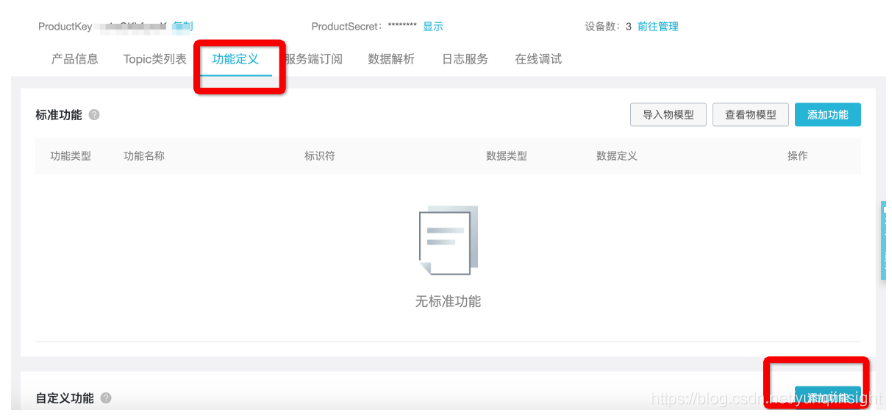 ProductKey 复制 ProductSecret: ******** 显示 设备数: 3 前往管理
产品信息 Topic类列表 功能定义 服务端订阅 数据解析 日志服务 在线调试
标准功能 ? 导入物模型 查看物模型 添加功能
功能类型 功能名称 标识符 数据类型 数据定义 操作
无标准功能
自定义功能 ? 添加功能
https://blog.csdn.net/yunqiinsight